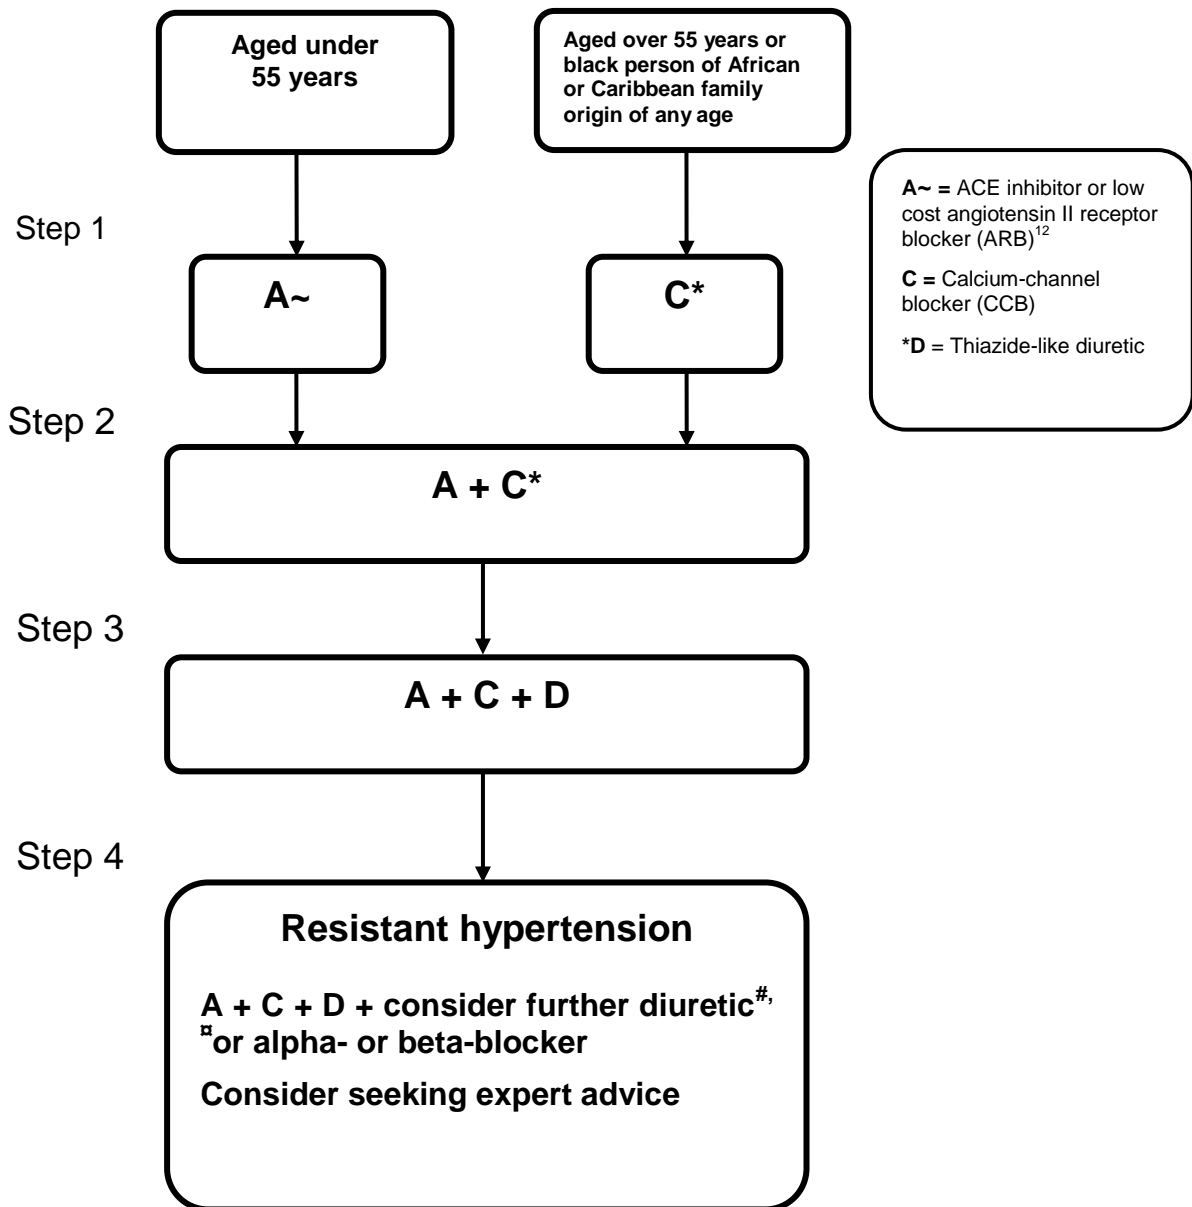 Aged under
55 years
Aged over 55 years or
black person of African
or Caribbean family
origin of any age
A~ = ACE inhibitor or low
cost angiotensin II receptor
blocker (ARB)12
C = Calcium-channel
blocker (CCB)
*D = Thiazide-like diuretic
Step 1
A~
C*
Step 2
A + C*
Step 3
A + C + D
Step 4
Resistant hypertension
A + C + D + consider further diuretic#,
¤or alpha- or beta-blocker
Consider seeking expert advice